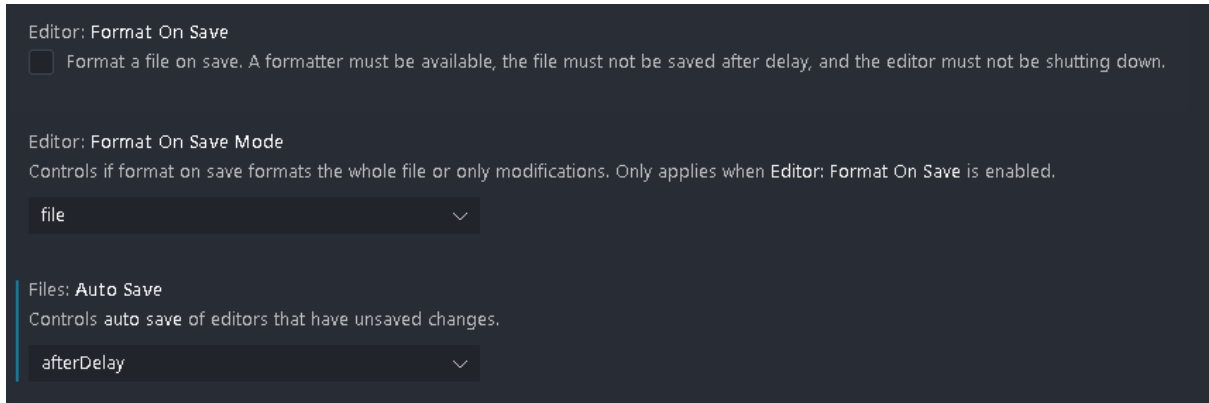 Editor: Format On Save
Format a file on save. A formatter must be available, the file must not be saved after delay, and the editor must not be shutting down.
Editor: Format On Save Mode
Controls if format on save formats the whole file or only modifications. Only applies when Editor: Format On Save is enabled.
file
Files: Auto Save
Controls auto save of editors that have unsaved changes.
afterDelay